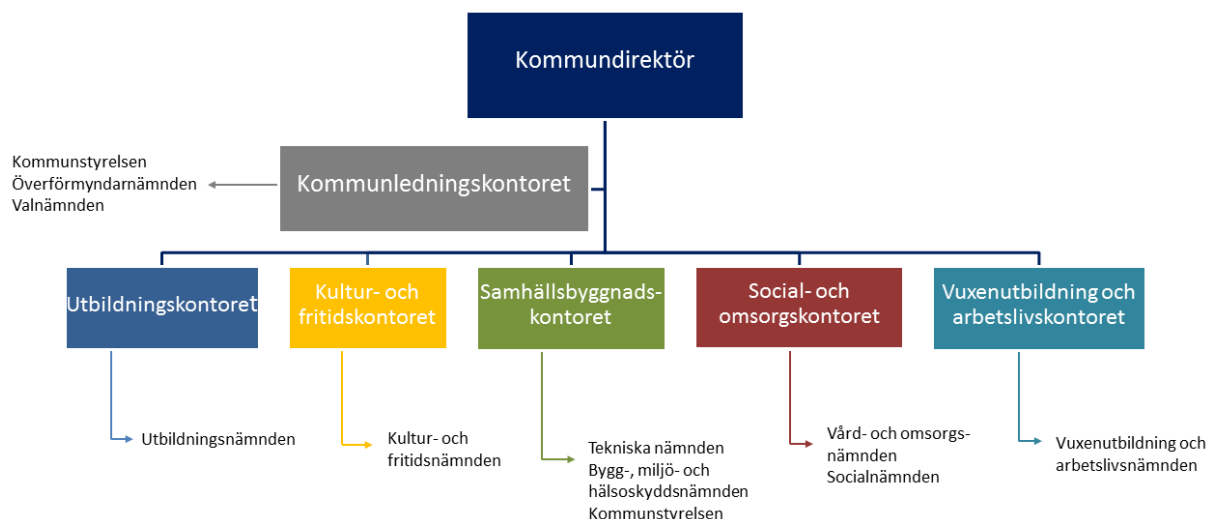 Kommundirektör
Kommunstyrelsen
Överförmyndarnämnden
Valnämnden
Kommunledningskontoret
Utbildningskontoret
Kultur- och
fritidskontoret
Samhällsbyggnads-
kontoret
Social- och
omsorgskontoret
Vuxenutbildning och
arbetslivskontoret
Utbildningsnämnden
Kultur- och
fritidsnämnden
Tekniska nämnden
Bygg-, miljö- och
hälsoskyddsnämnden
Kommunstyrelsen
Vård- och omsorgs-
nämnden
Socialnämnden
Vuxenutbildning och
arbetslivsnämnden